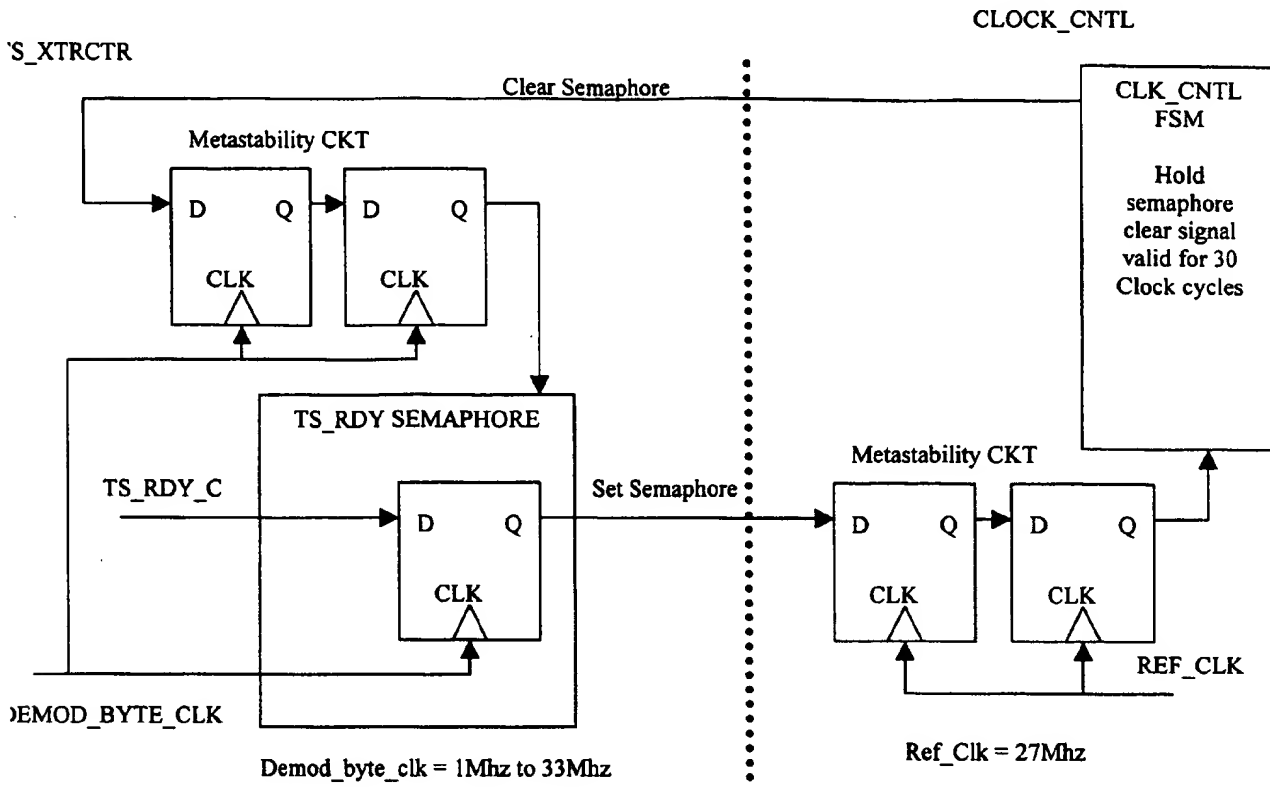 CLOCK_CNTL
'S_XTRCTR
Clear Semaphore
CLK_CNTL
FSM
Hold
semaphore
clear signal
valid for 30
Clock cycles
Metastability CKT
D Q
CLK
D Q
CLK
TS_RDY SEMAPHORE
TS_RDY_C
D Q
CLK
Set Semaphore
Metastability CKT
D Q
CLK
D Q
CLK
REF_CLK
DEMOD_BYTE_CLK
Demod_byte_clk = 1Mhz to 33Mhz
Ref_Clk = 27Mhz